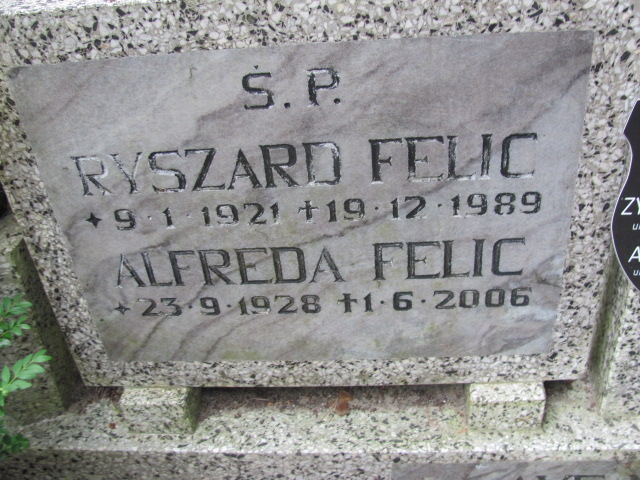 Ś. P.
RYSZARD FELIC
✦ 9 · 1 · 1921 ✝ 19 · 12 · 1989
ALFREDA FELIC
✦ 23 · 9 · 1928 ✝ 1 · 6 · 2006